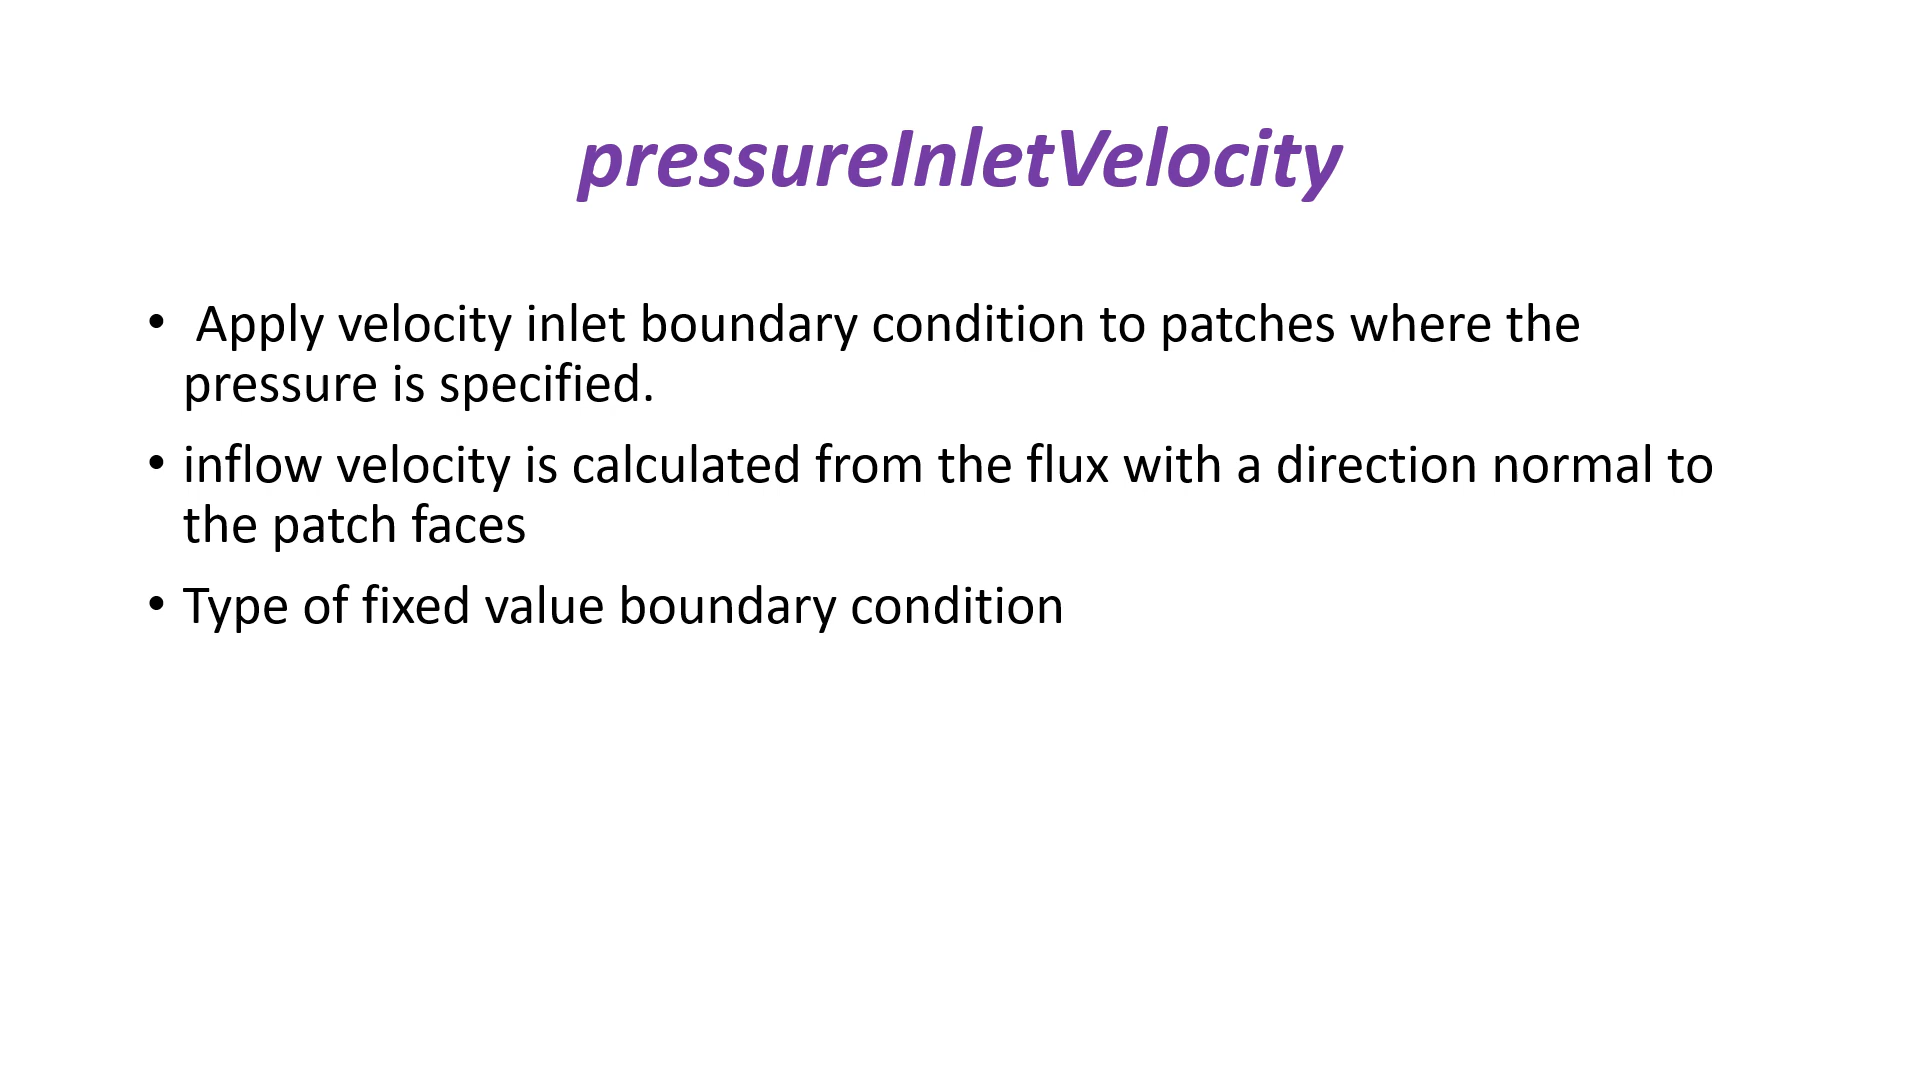 pressureInletVelocity
• Apply velocity inlet boundary condition to patches where the
pressure is specified.
• inflow velocity is calculated from the flux with a direction normal to
the patch faces
• Type of fixed value boundary condition